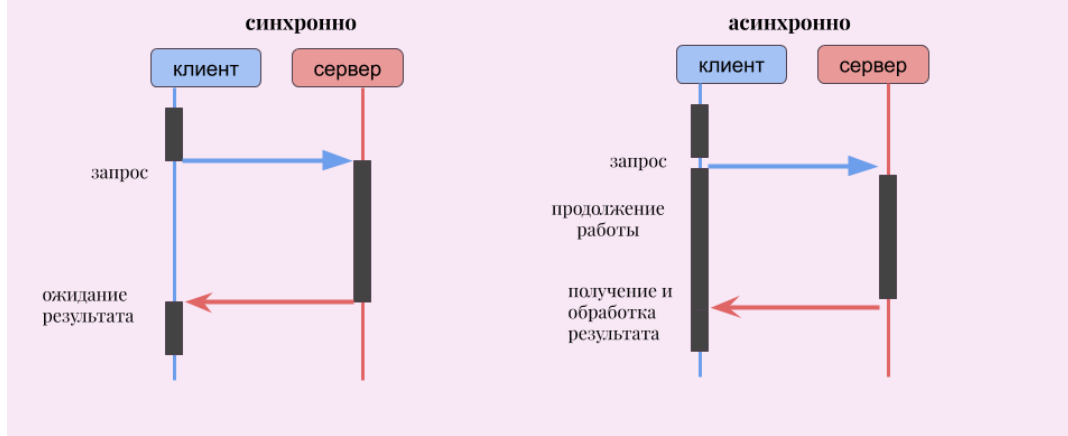 синхронно
клиент
сервер
запрос
ожидание
результата
асинхронно
клиент
сервер
запрос
продолжение
работы
получение и
обработка
результата